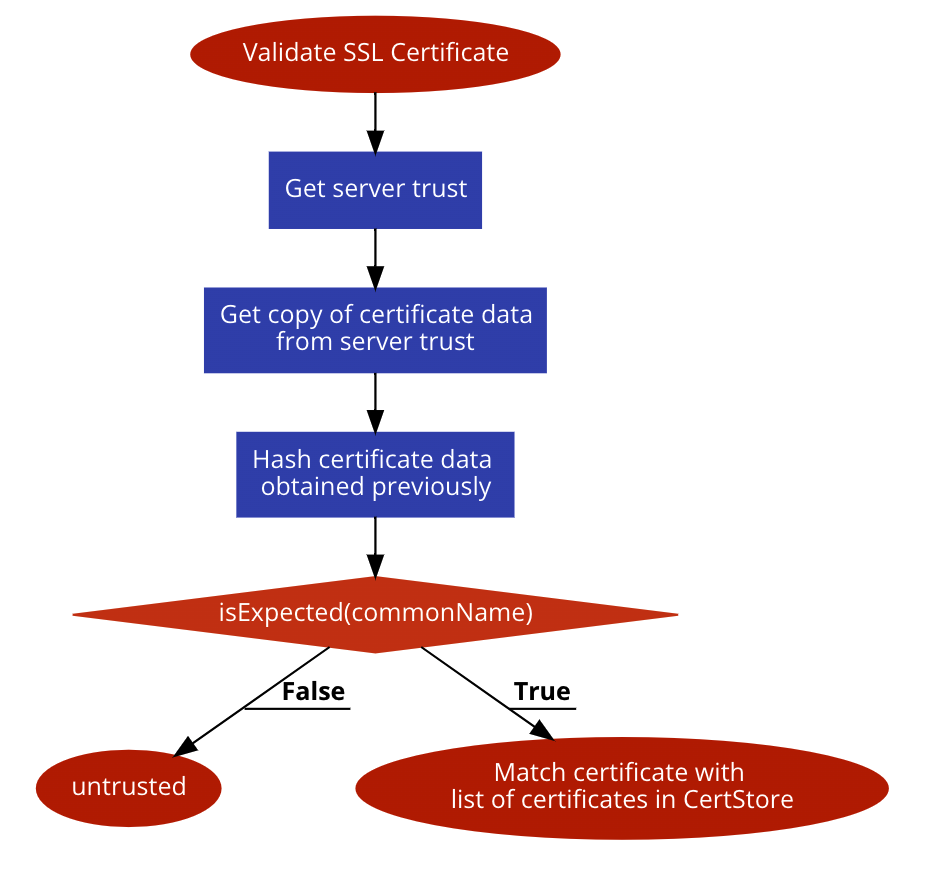 Validate SSL Certificate
Get server trust
Get copy of certificate data
from server trust
Hash certificate data
obtained previously
isExpected(commonName)
False
True
untrusted
Match certificate with
list of certificates in CertStore